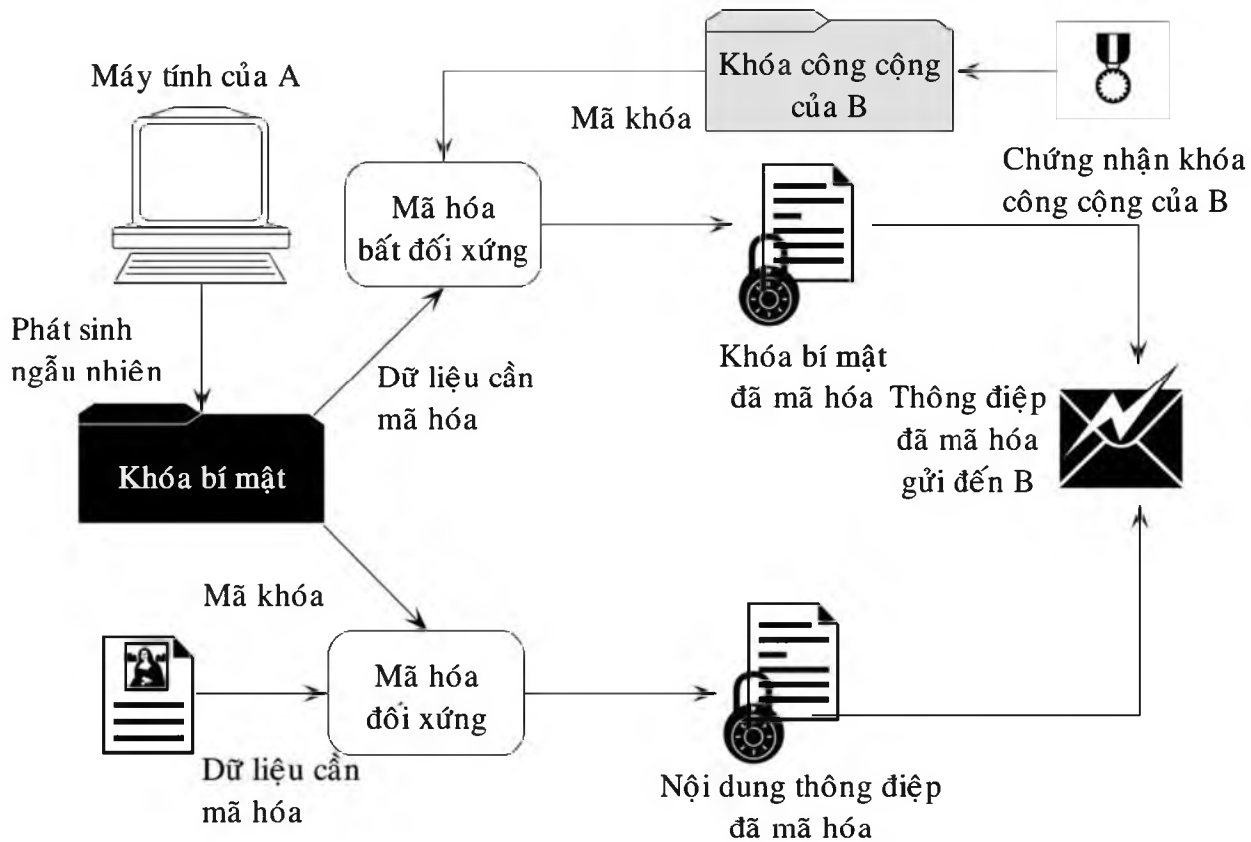 Máy tính của A
Khóa công cộng
của B
Mã khóa
Chứng nhận khóa
công cộng của B
Mã hóa
bất đối xứng
Phát sinh
ngẫu nhiên
Dữ liệu cần
mã hóa
Khóa bí mật
đã mã hóa
Thông điệp
đã mã hóa
gửi đến B
Khóa bí mật
Mã khóa
Mã hóa
đối xứng
Dữ liệu cần
mã hóa
Nội dung thông điệp
đã mã hóa